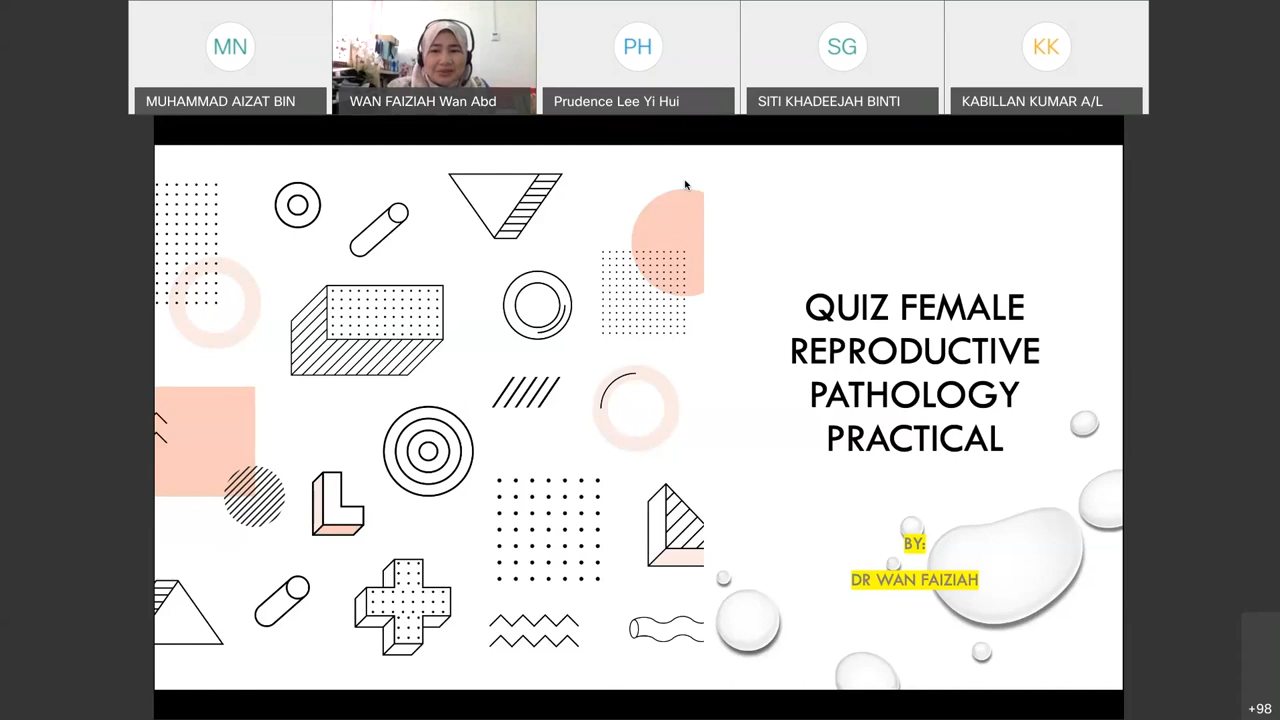 MN
PH
SG
KK
MUHAMMAD AIZAT BIN
WAN FAIZIAH Wan Abd
Prudence Lee Yi Hui
SITI KHADEEJAH BINTI
KABILLAN KUMAR A/L
QUIZ FEMALE
REPRODUCTIVE
PATHOLOGY
PRACTICAL
BY:
DR WAN FAIZIAH
+98